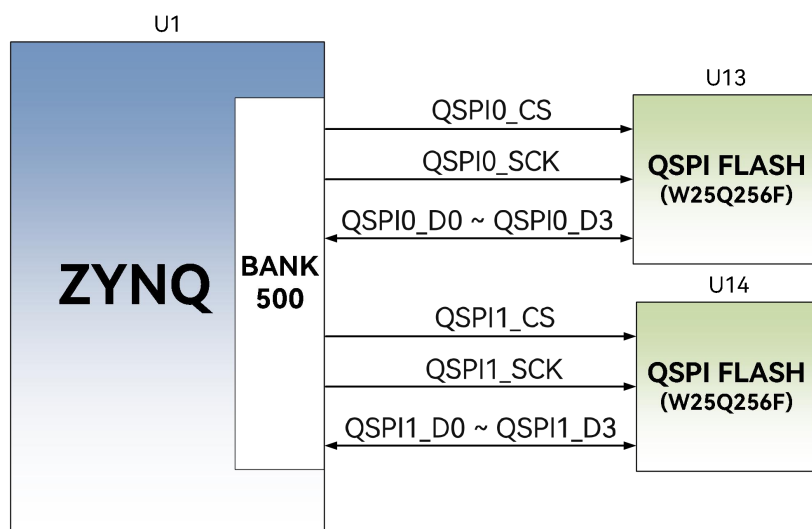 U1
ZYNQ
BANK
500
QSPI0_CS
QSPI0_SCK
QSPI0_D0 ~ QSPI0_D3
U13
QSPI FLASH
(W25Q256F)
QSPI1_CS
QSPI1_SCK
QSPI1_D0 ~ QSPI1_D3
U14
QSPI FLASH
(W25Q256F)